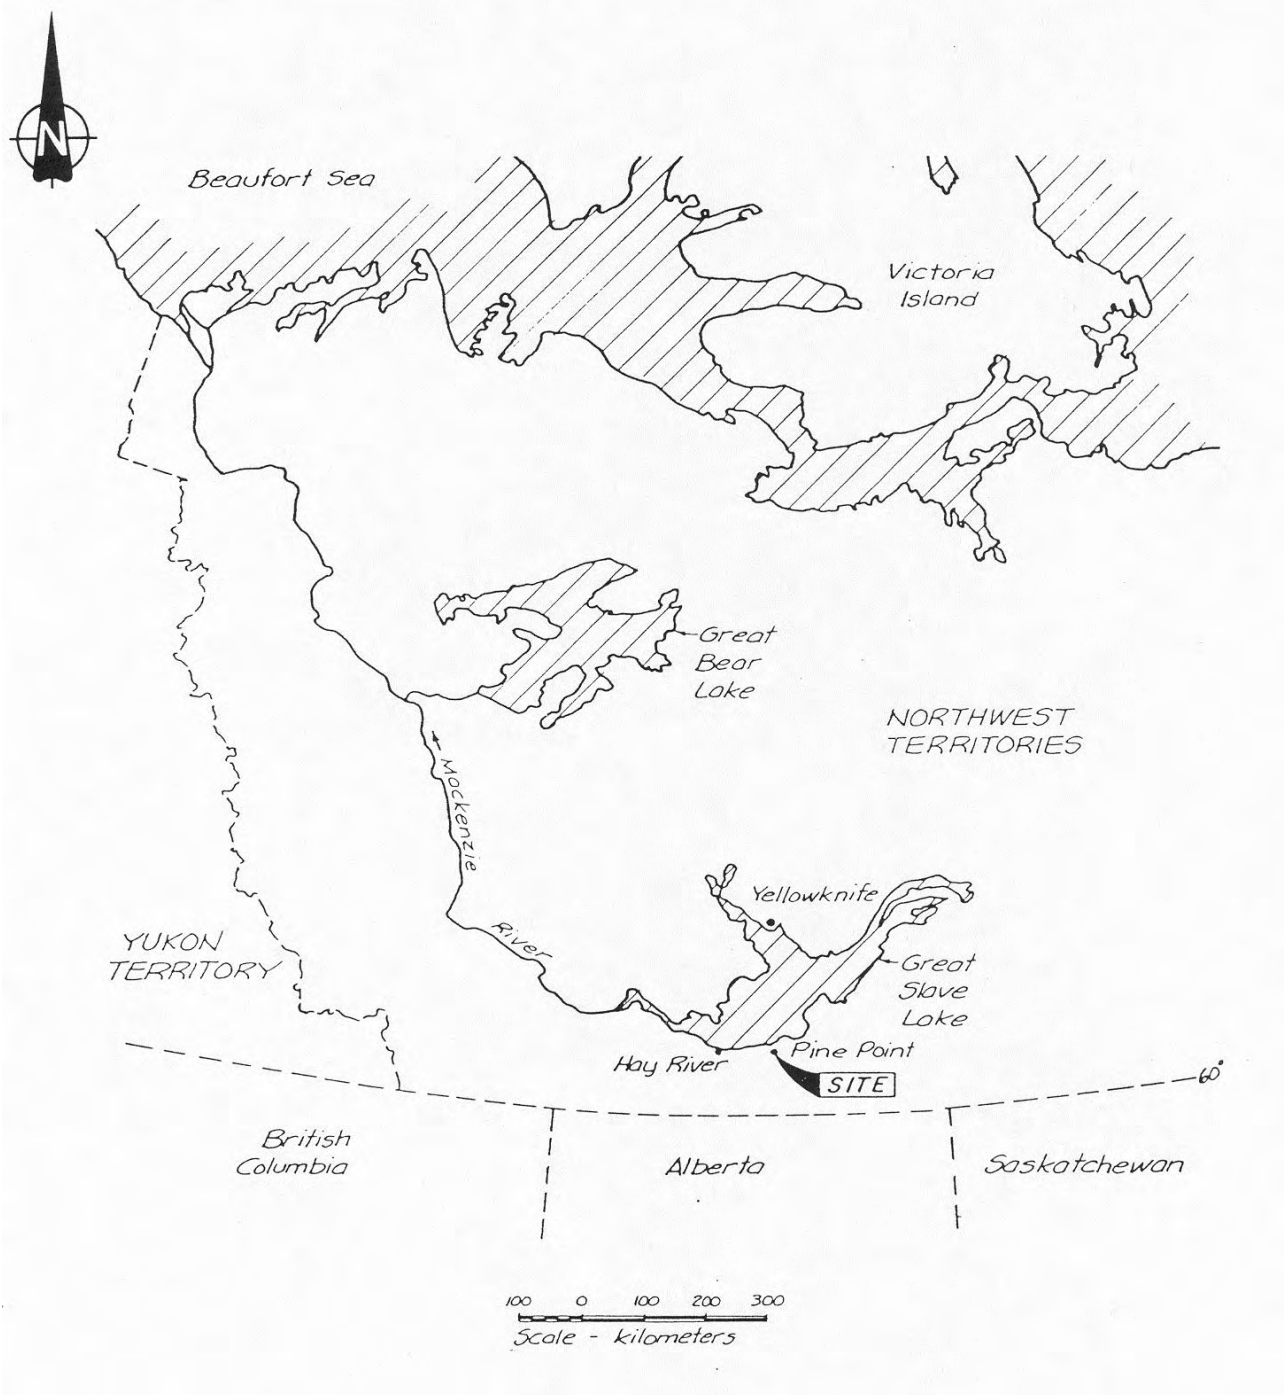 N
Beaufort Sea
Victoria
Island
Great
Bear
Lake
NORTHWEST
TERRITORIES
Mackenzie
River
Yellowknife
YUKON
TERRITORY
Great
Slave
Lake
Hay River
Pine Point
SITE
60°
British
Columbia
Alberta
Saskatchewan
100 0 100 200 300
Scale - kilometers